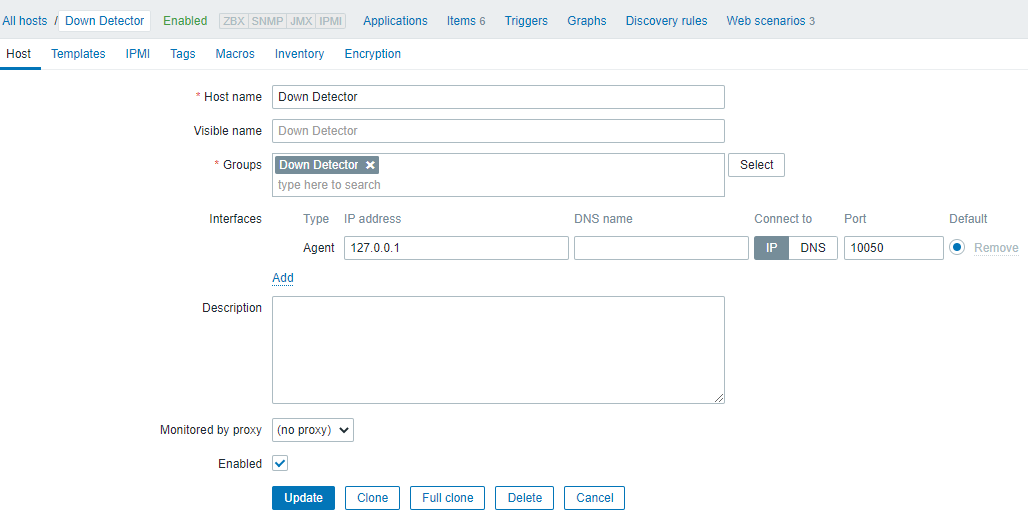 All hosts / Down Detector Enabled ZBX SNMP JMX IPMI Applications Items 6 Triggers Graphs Discovery rules Web scenarios 3
Host Templates IPMI Tags Macros Inventory Encryption
* Host name Down Detector
Visible name Down Detector
* Groups Down Detector × Select
type here to search
Interfaces Type IP address DNS name Connect to Port Default
Agent 127.0.0.1 IP DNS 10050 Remove
Add
Description
Monitored by proxy (no proxy)
Enabled
Update Clone Full clone Delete Cancel